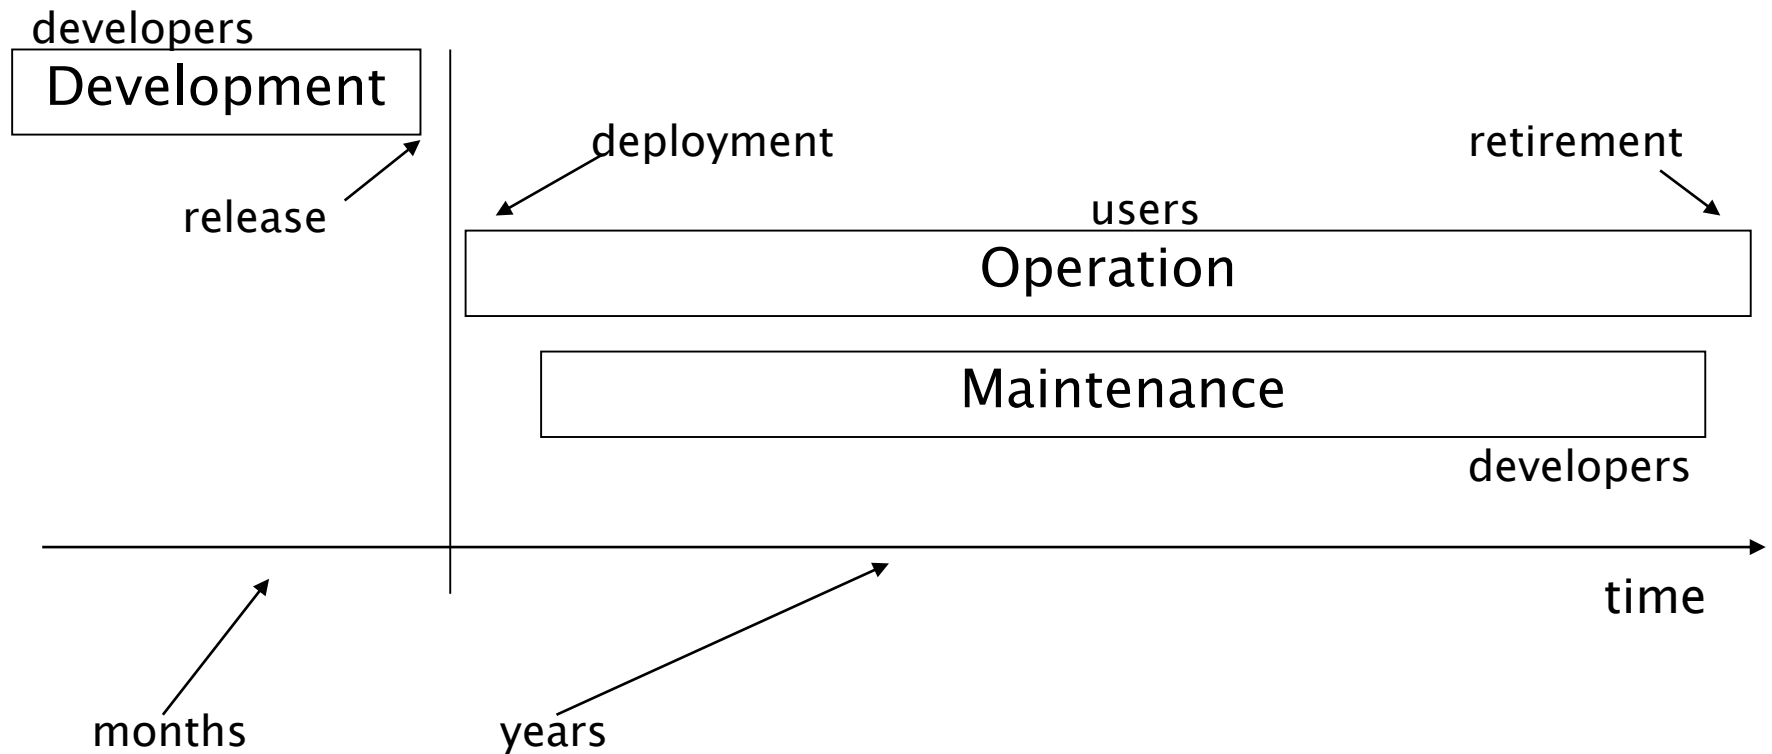 developers
Development
deployment
retirement
release
users
Operation
Maintenance
developers
time
months
years